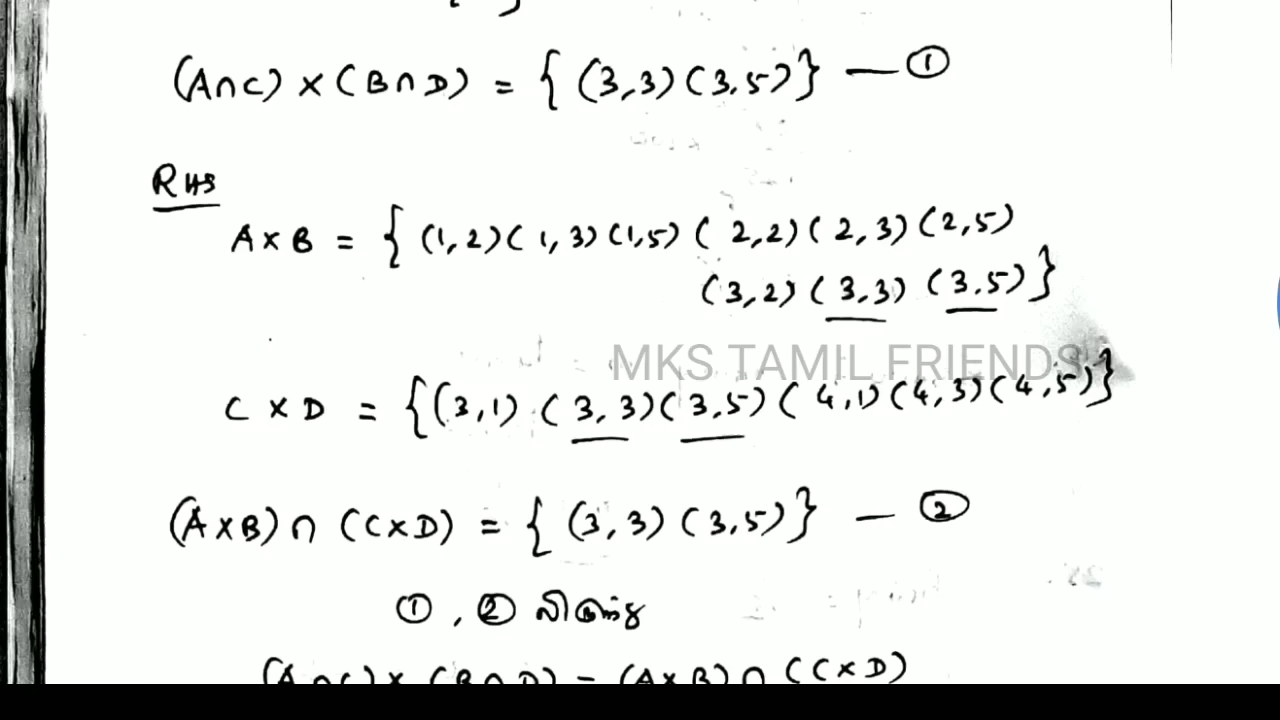 (A∩C) × (B∩D) = { (3,3) (3,5)} — ①
RHS
A×B = { (1,2)(1,3)(1,5)(2,2)(2,3)(2,5)
(3,2)(3,3)(3,5)}
MKS TAMIL FRIENDS
C × D = {(3,1) (3,3)(3,5)(4,1)(4,3)(4,5)}
(A×B)∩(C×D) = { (3,3) (3,5)} — ②
①, ②
(A∩C)×(B∩D) = (A×B)∩(C×D)